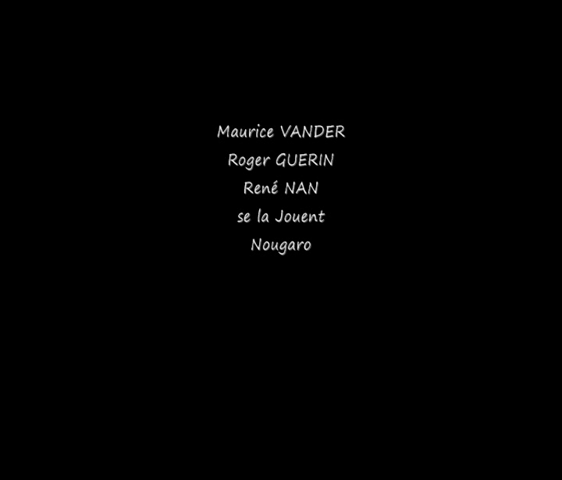 Maurice VANDER
Roger GUERIN
René NAN
se la Jouent
Nougaro